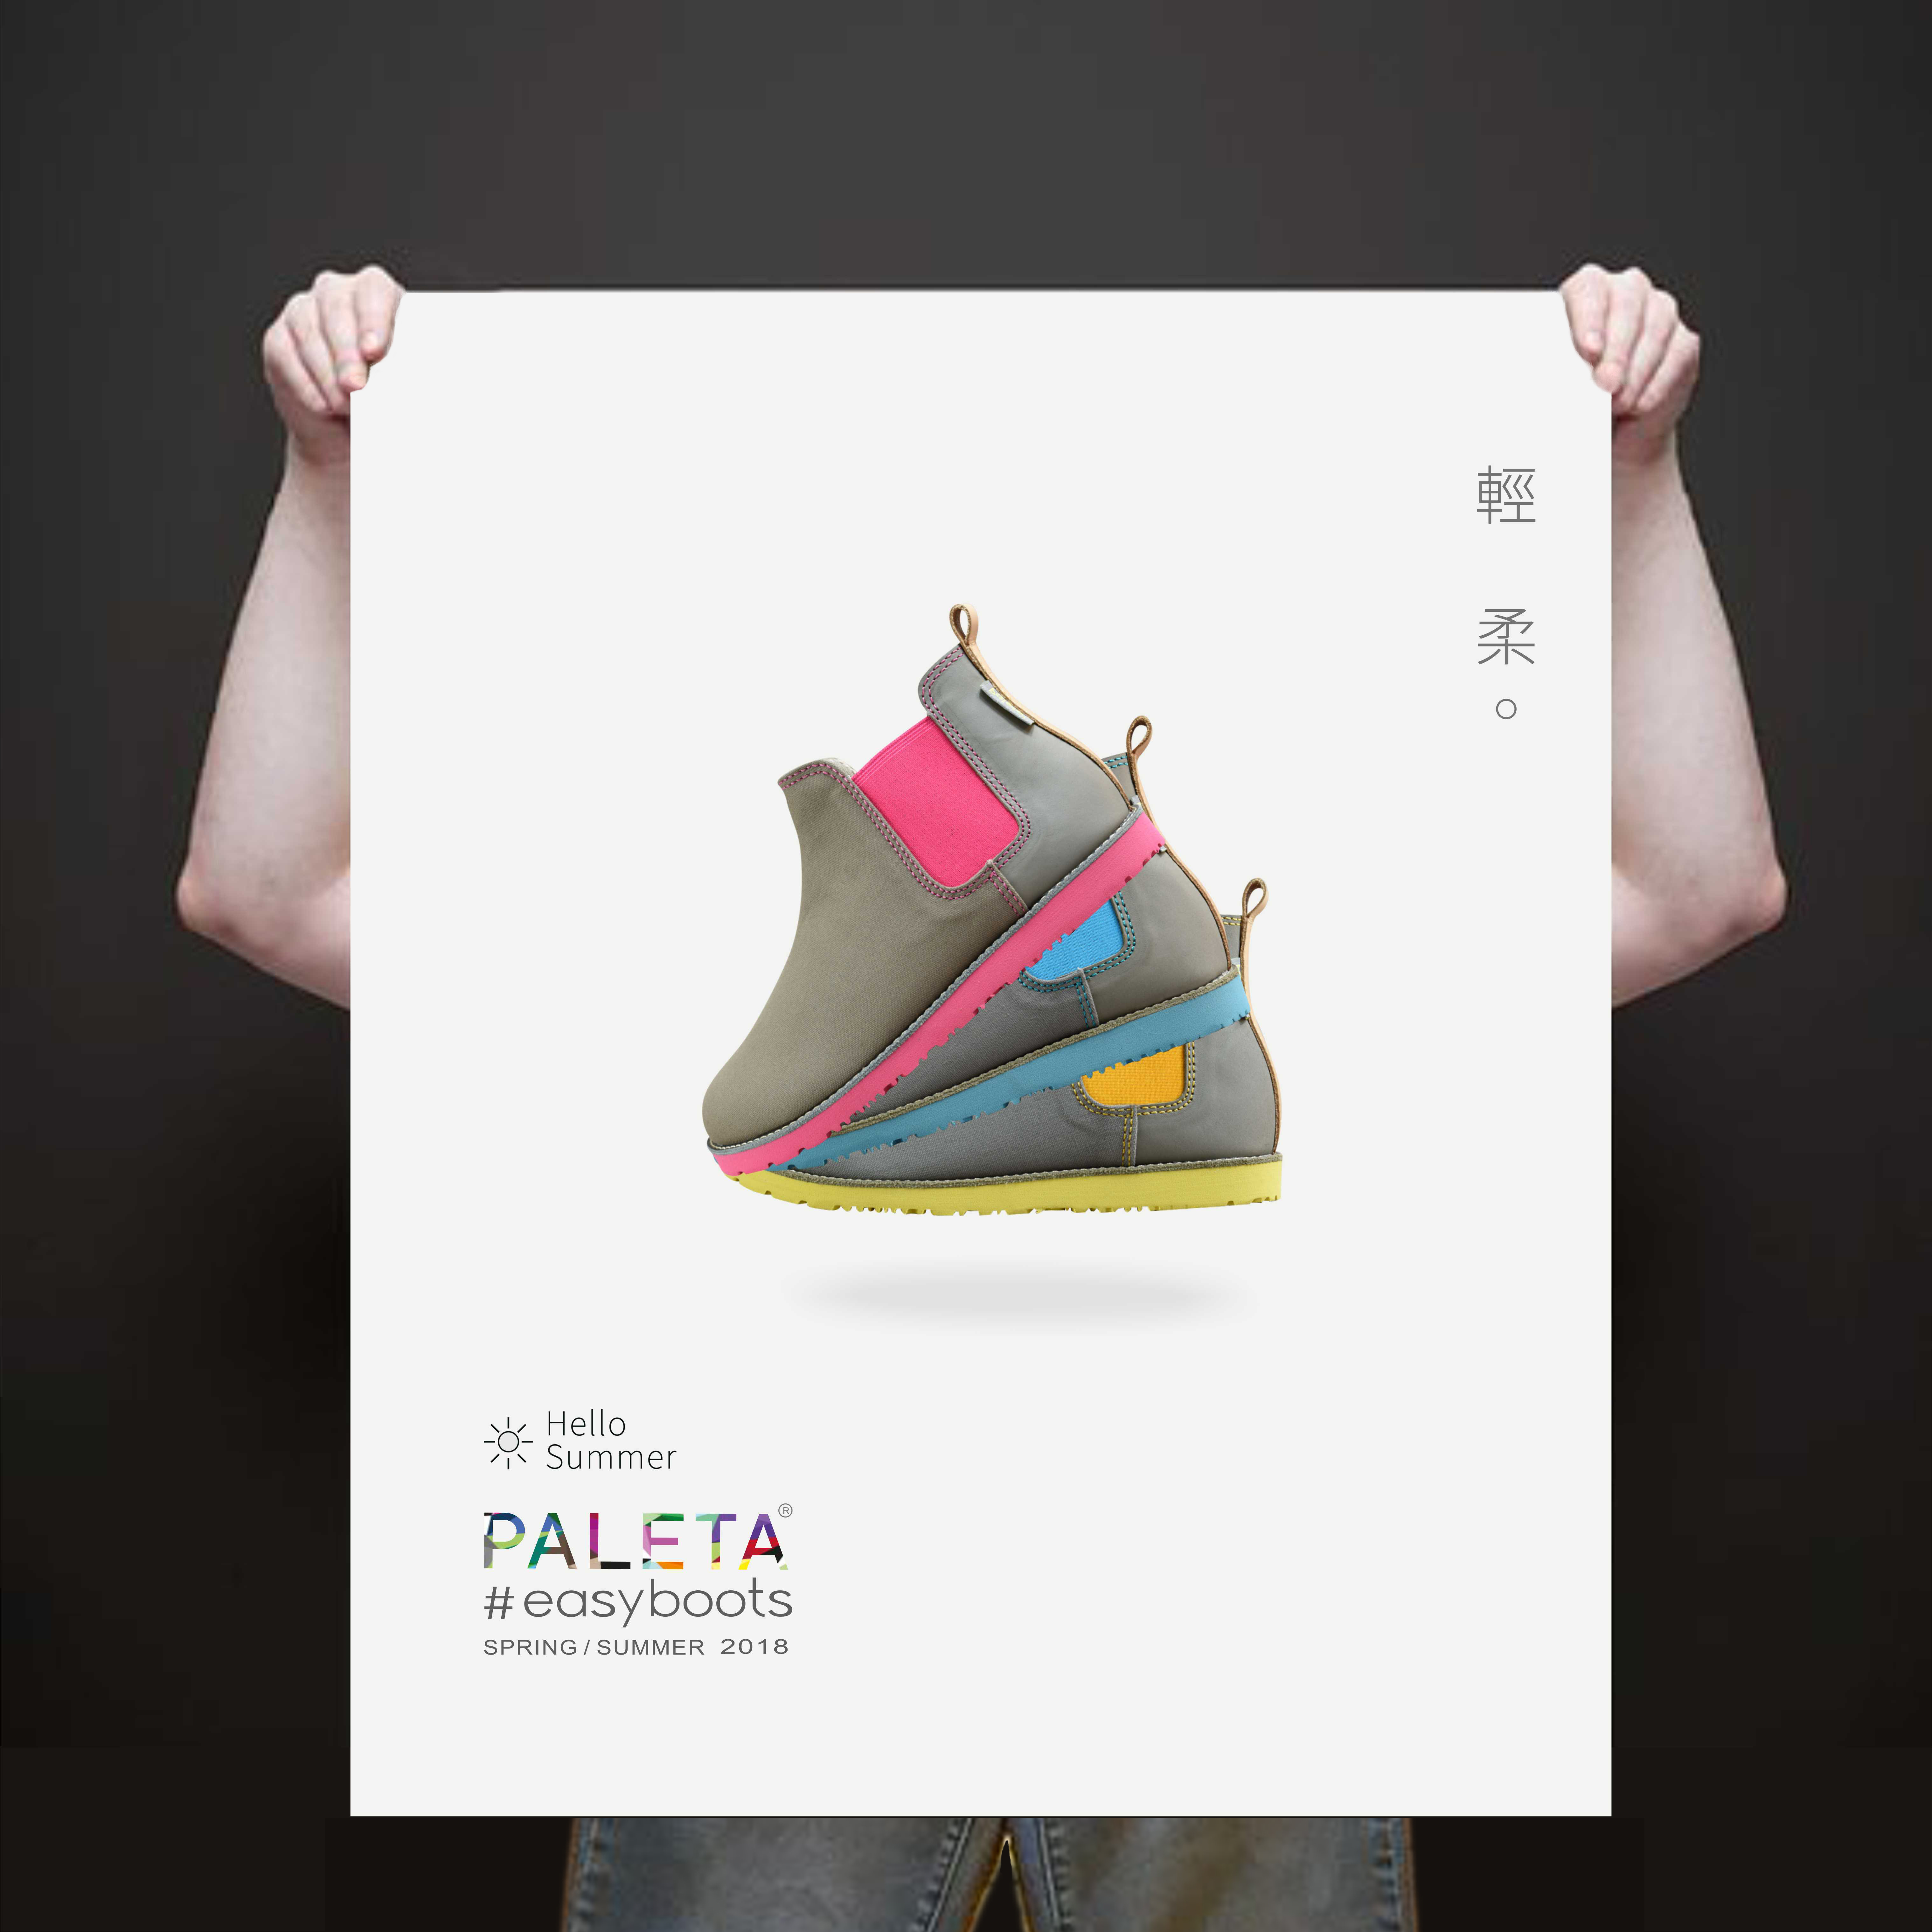 輕柔。
Hello
Summer
PALETA®
#easyboots
SPRING / SUMMER 2018